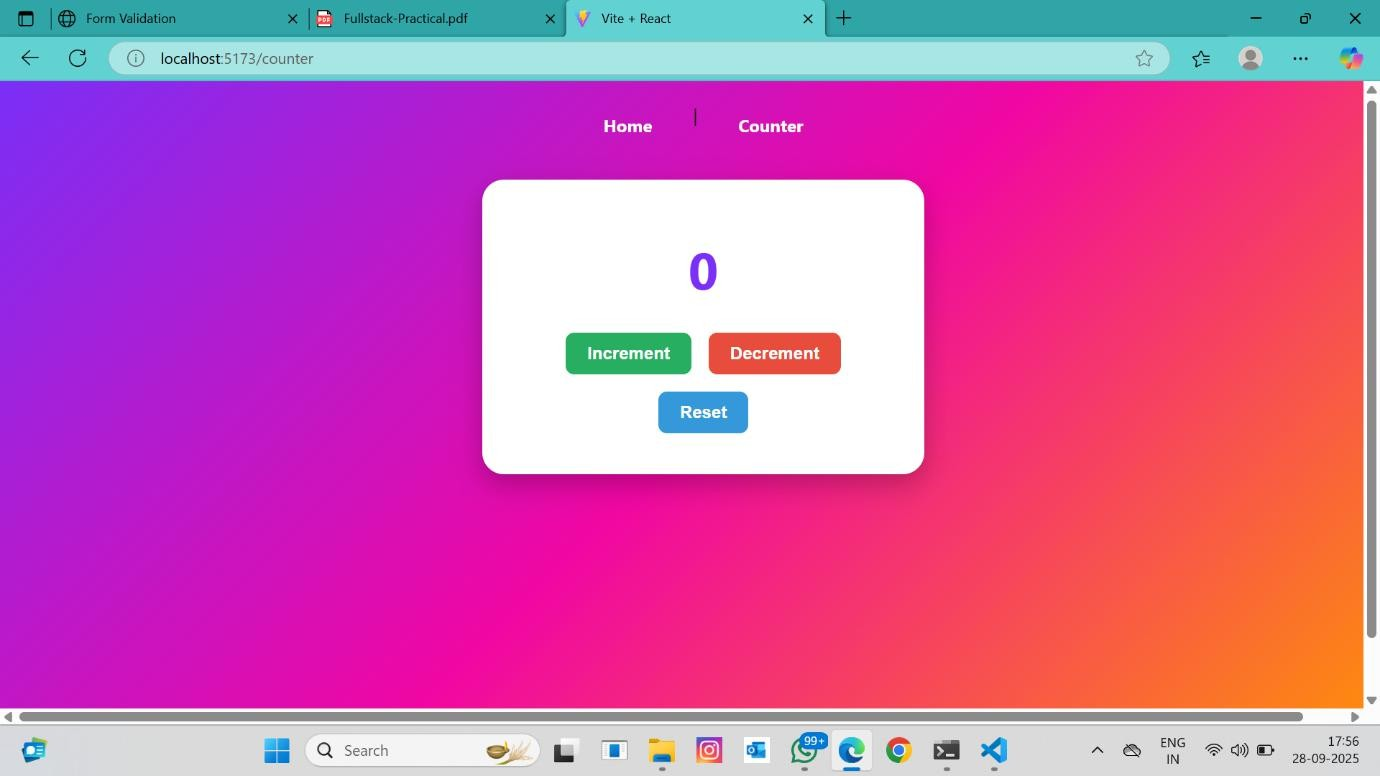 Form Validation
Fullstack-Practical.pdf
Vite + React
localhost:5173/counter
Home | Counter
0
Increment Decrement
Reset
Search
99+
ENG
IN
17:56
28-09-2025